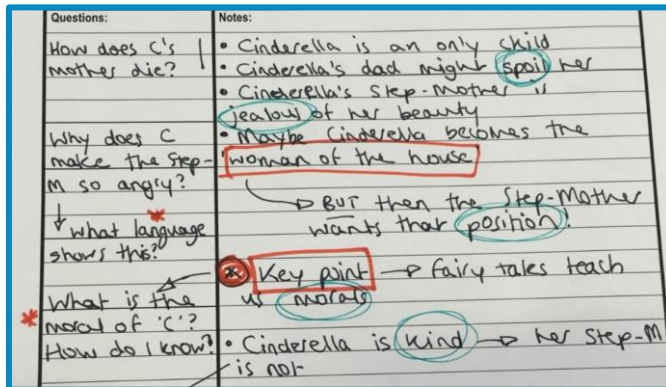 Questions:
How does C's
mother die?
Why does C
make the Step-
M so angry?
↓ * what language
shows this?
* What is the
moral of 'C'?
How do I know?
Notes:
• Cinderella is an only child
• Cinderella's dad might spoil her
• Cinderella's Step-Mother is
jealous of her beauty
• Maybe Cinderella becomes the
'woman of the house
→ BUT then the Step-Mother
wants that position!
* Key point → fairy tales teach
us morals
• Cinderella is kind → her Step-M
is not